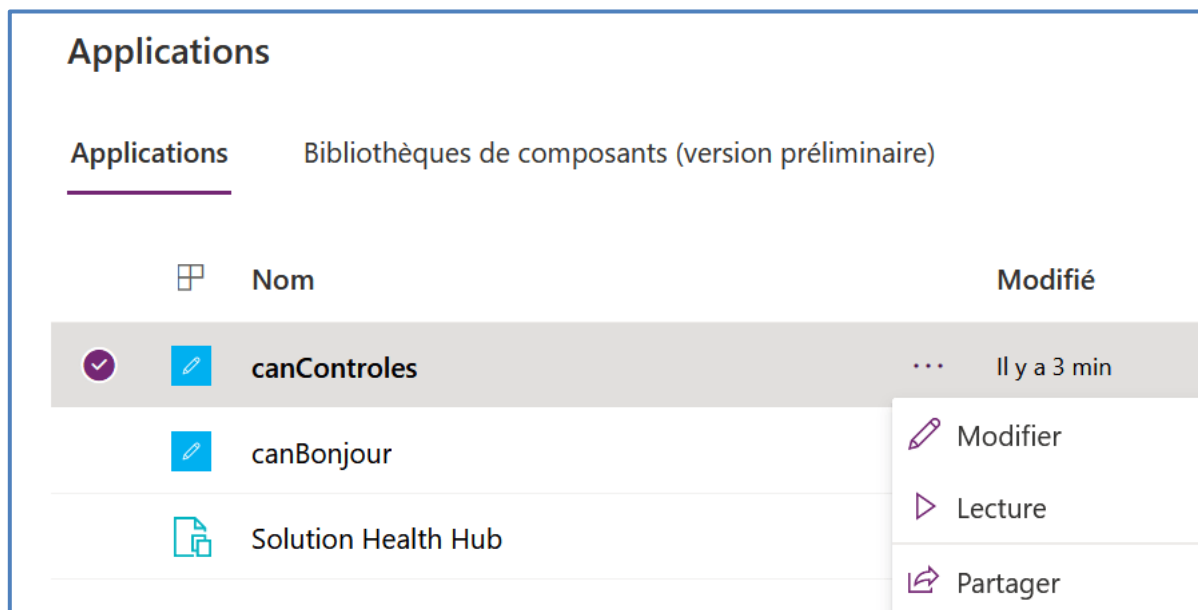 Applications
Applications Bibliothèques de composants (version préliminaire)
Nom Modifié
canControles ... Il y a 3 min
Modifier
canBonjour
Lecture
Solution Health Hub
Partager